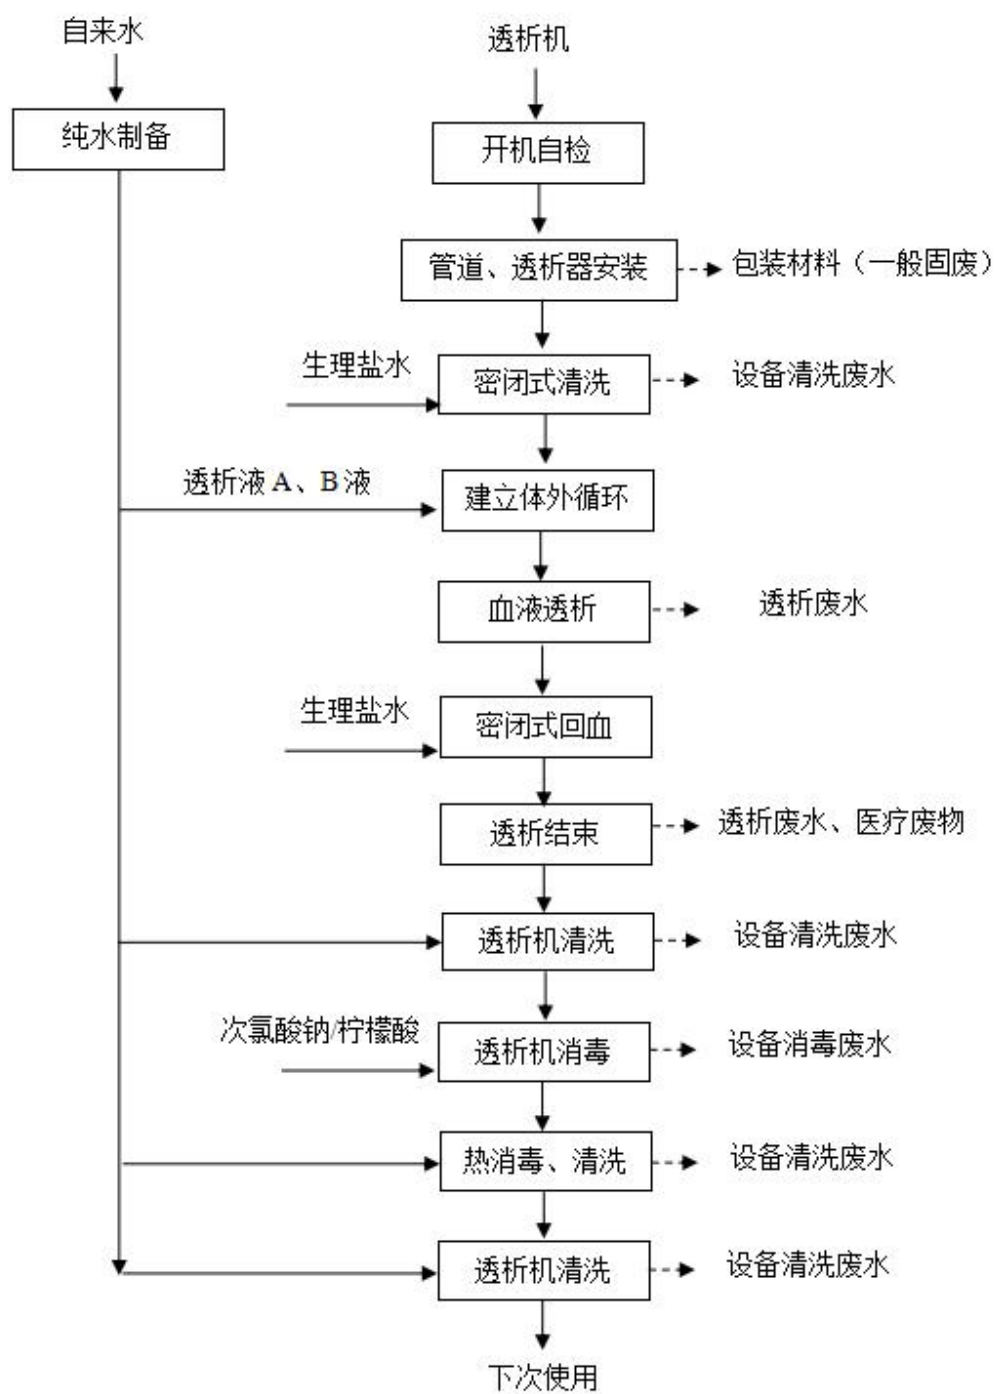 自来水
透析机
纯水制备
开机自检
管道、透析器安装
包装材料（一般固废）
生理盐水
密闭式清洗
设备清洗废水
透析液 A、B 液
建立体外循环
血液透析
透析废水
生理盐水
密闭式回血
透析结束
透析废水、医疗废物
透析机清洗
设备清洗废水
次氯酸钠/柠檬酸
透析机消毒
设备消毒废水
热消毒、清洗
设备清洗废水
透析机清洗
设备清洗废水
下次使用